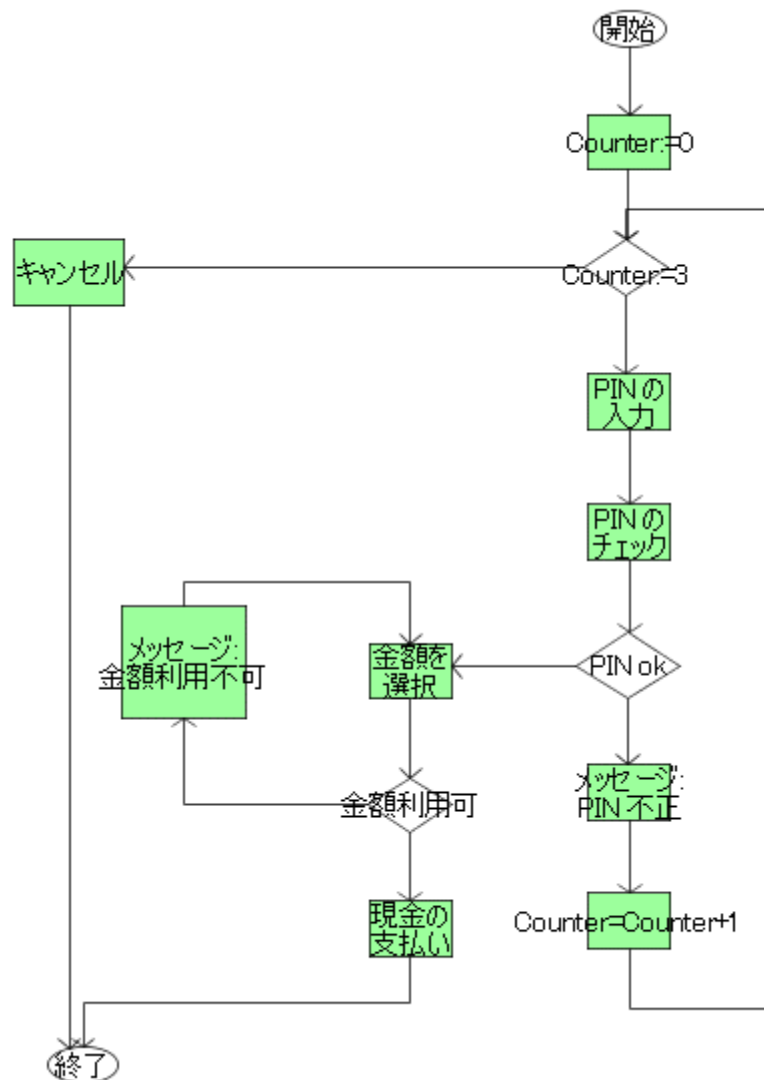 開始
Counter:=0
キャンセル
Counter:=3
PINの
入力
PINの
チェック
メッセージ:
金額利用不可
金額を
選択
PIN ok
メッセージ:
PIN 不正
金額利用可
現金の
支払い
Counter=Counter+1
終了